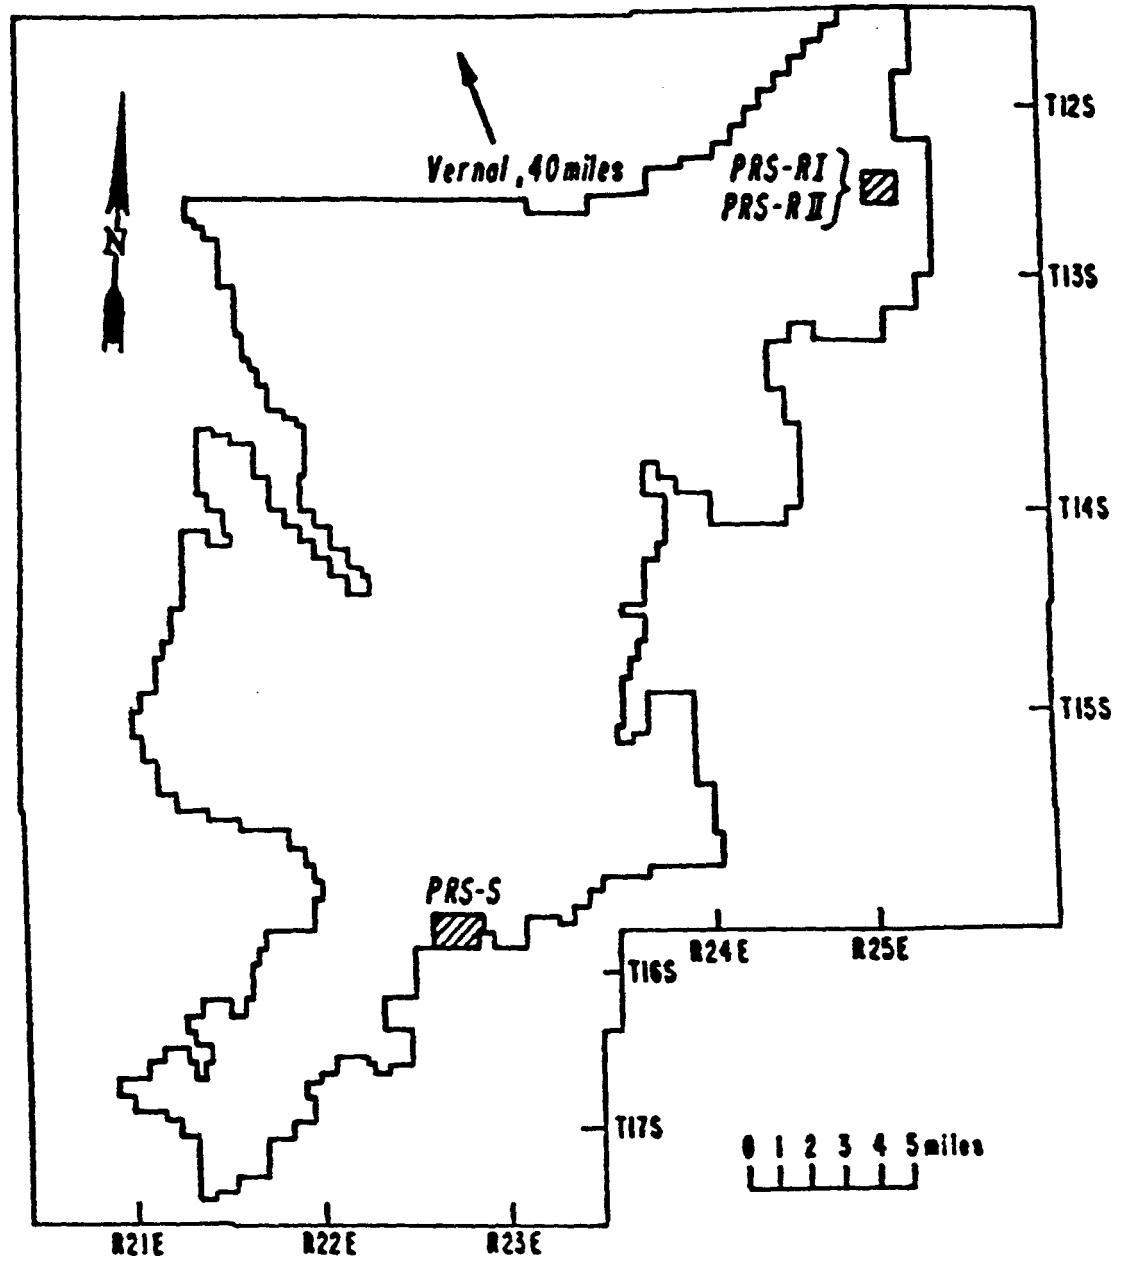 T12S
Vernal, 40 miles
PRS-RI
PRS-RII
N
T13S
T14S
T15S
PRS-S
R24E
R25E
T16S
T17S
0 1 2 3 4 5 miles
R21E
R22E
R23E